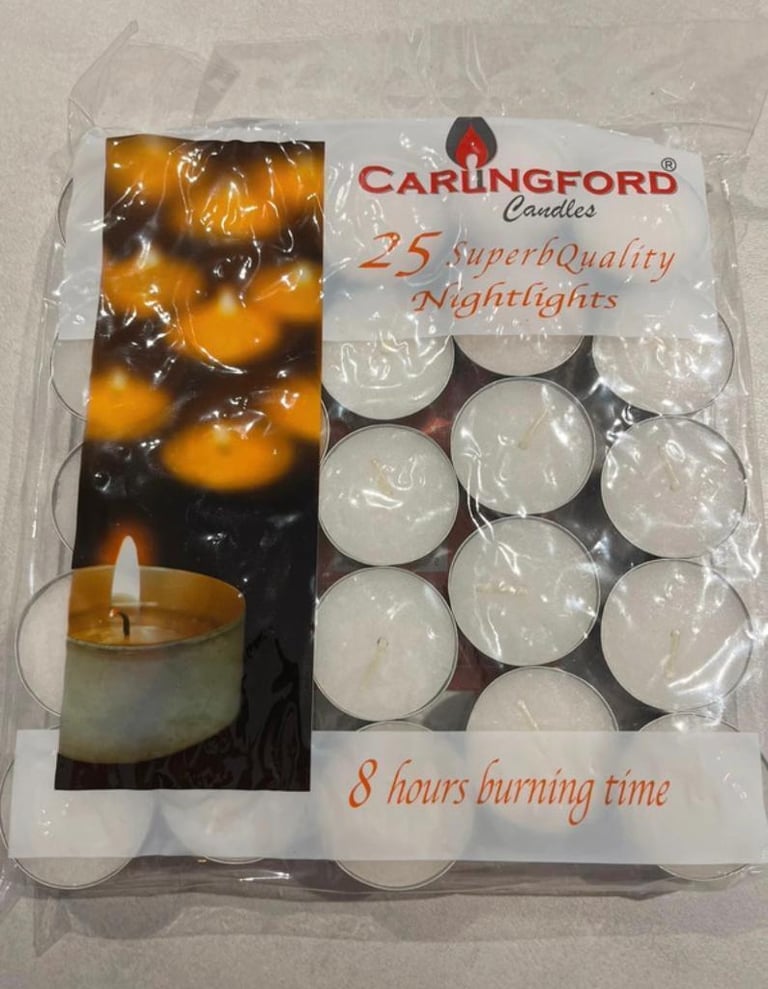 CARLINGFORD®
Candles
25 SuperbQuality
Nightlights
8 hours burning time